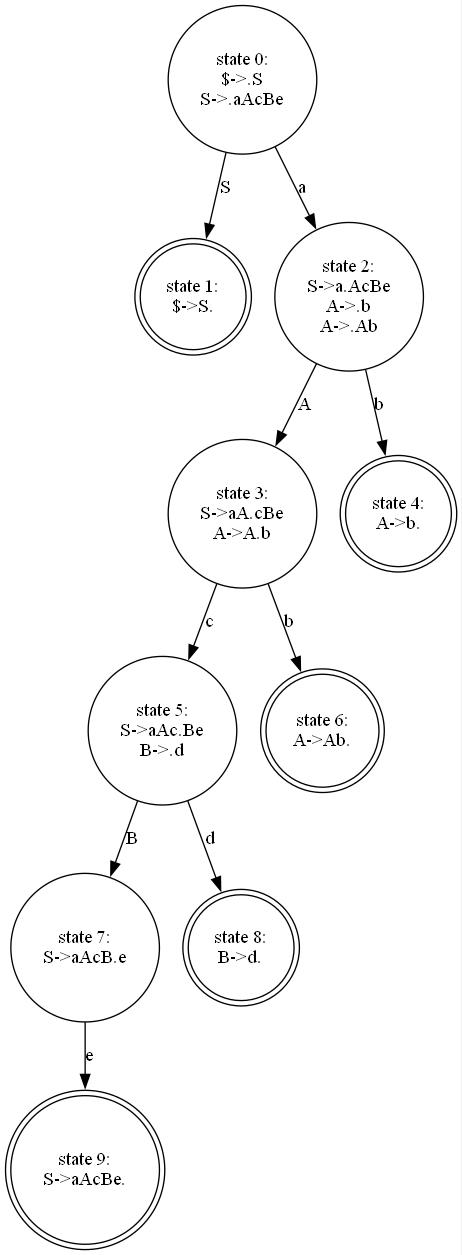 state 0:
$->.S
S->.aAcBe
S
a
state 1:
$->S.
state 2:
S->a.AcBe
A->.b
A->.Ab
A
b
state 3:
S->aA.cBe
A->A.b
state 4:
A->b.
c
b
state 5:
S->aAc.Be
B->.d
state 6:
A->Ab.
B
d
state 7:
S->aAcB.e
state 8:
B->d.
e
state 9:
S->aAcBe.